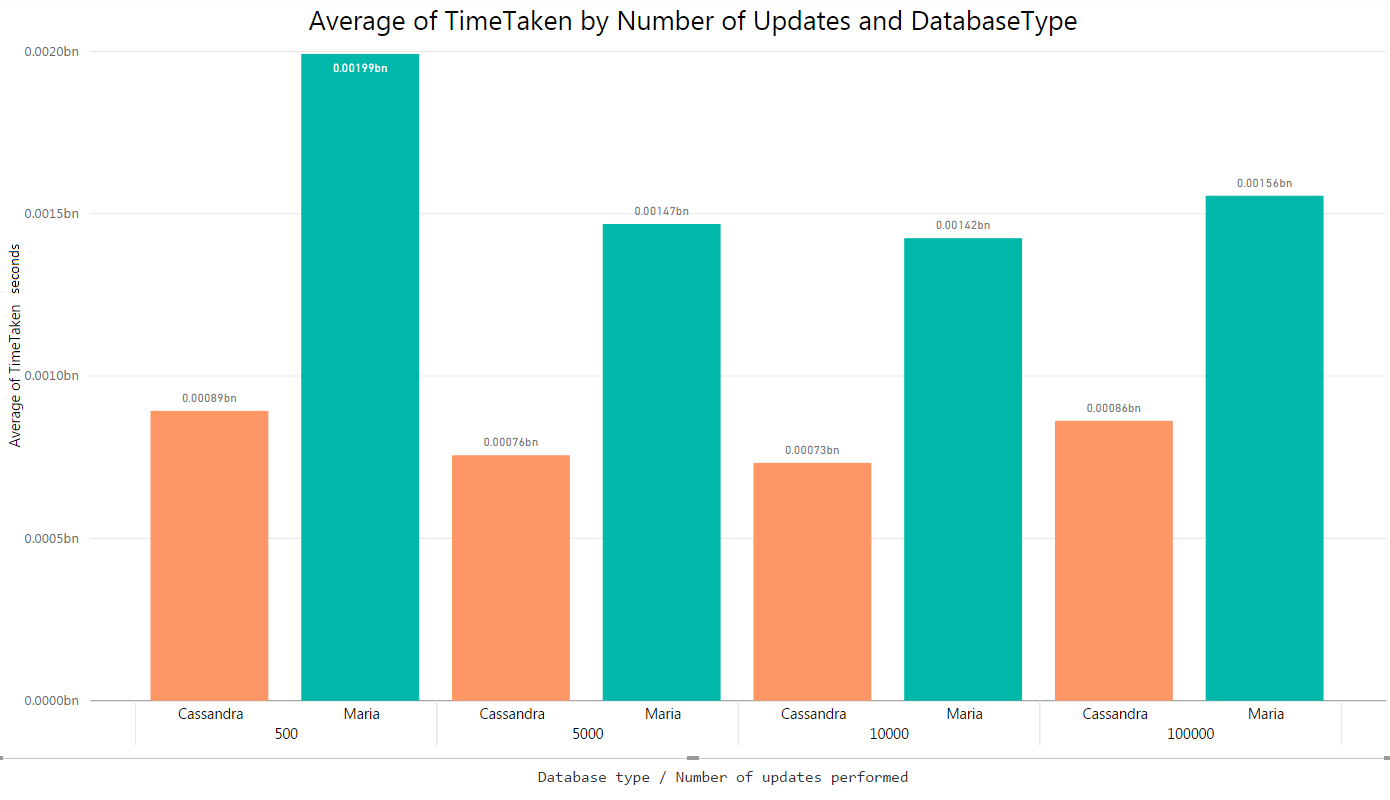 Average of TimeTaken by Number of Updates and DatabaseType
Average of TimeTaken seconds
0.0020bn
0.0015bn
0.0010bn
0.0005bn
0.0000bn
0.00089bn
0.00199bn
0.00076bn
0.00147bn
0.00073bn
0.00142bn
0.00086bn
0.00156bn
Cassandra Maria Cassandra Maria Cassandra Maria Cassandra Maria
500 5000 10000 100000
Database type / Number of updates performed